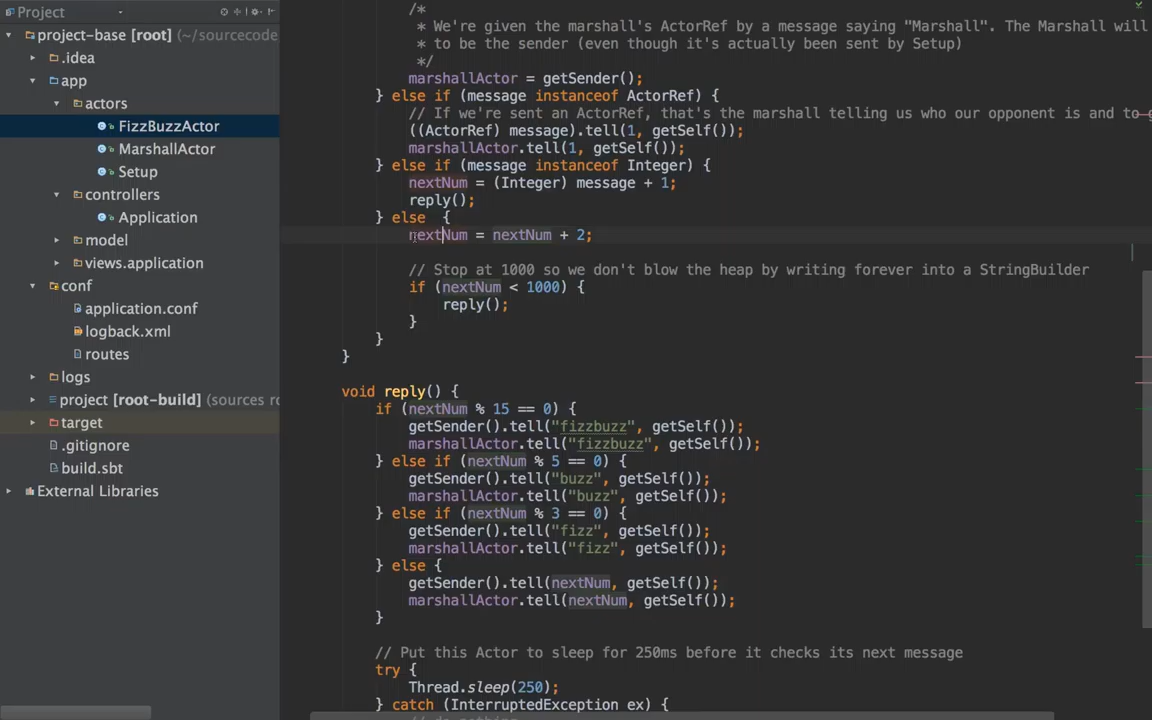 Project
project-base [root] (~/sourcecode
.idea
app
actors
FizzBuzzActor
MarshallActor
Setup
controllers
Application
model
views.application
conf
application.conf
logback.xml
routes
logs
project [root-build] (sources ro
target
.gitignore
build.sbt
External Libraries
/*
* We're given the marshall's ActorRef by a message saying "Marshall". The Marshall will
* to be the sender (even though it's actually been sent by Setup)
*/
marshallActor = getSender();
} else if (message instanceof ActorRef) {
// If we're sent an ActorRef, that's the marshall telling us who our opponent is and to g
((ActorRef) message).tell(1, getSelf());
marshallActor.tell(1, getSelf());
} else if (message instanceof Integer) {
nextNum = (Integer) message + 1;
reply();
} else  {
nextNum = nextNum + 2;
// Stop at 1000 so we don't blow the heap by writing forever into a StringBuilder
if (nextNum < 1000) {
reply();
}
}
}
void reply() {
if (nextNum % 15 == 0) {
getSender().tell("fizzbuzz", getSelf());
marshallActor.tell("fizzbuzz", getSelf());
} else if (nextNum % 5 == 0) {
getSender().tell("buzz", getSelf());
marshallActor.tell("buzz", getSelf());
} else if (nextNum % 3 == 0) {
getSender().tell("fizz", getSelf());
marshallActor.tell("fizz", getSelf());
} else {
getSender().tell(nextNum, getSelf());
marshallActor.tell(nextNum, getSelf());
}
// Put this Actor to sleep for 250ms before it checks its next message
try {
Thread.sleep(250);
} catch (InterruptedException ex) {
// do nothing